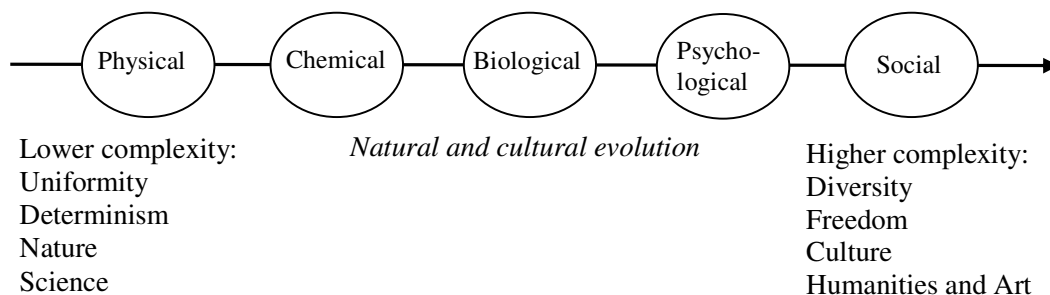 Physical
Chemical
Biological
Psycho-
logical
Social
Natural and cultural evolution
Lower complexity:
Uniformity
Determinism
Nature
Science
Higher complexity:
Diversity
Freedom
Culture
Humanities and Art